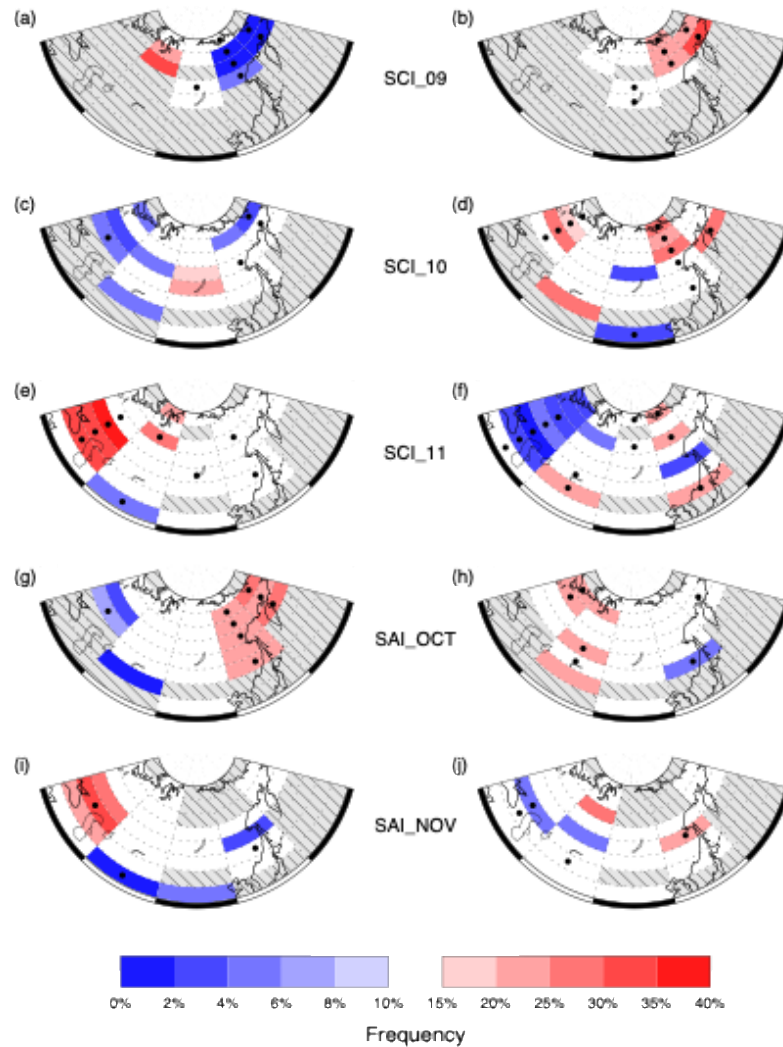 (a) (b)
SCI_09
(c) (d)
SCI_10
(e) (f)
SCI_11
(g) (h)
SAI_OCT
(i) (j)
SAI_NOV
0% 2% 4% 6% 8% 10% 15% 20% 25% 30% 35% 40%
Frequency